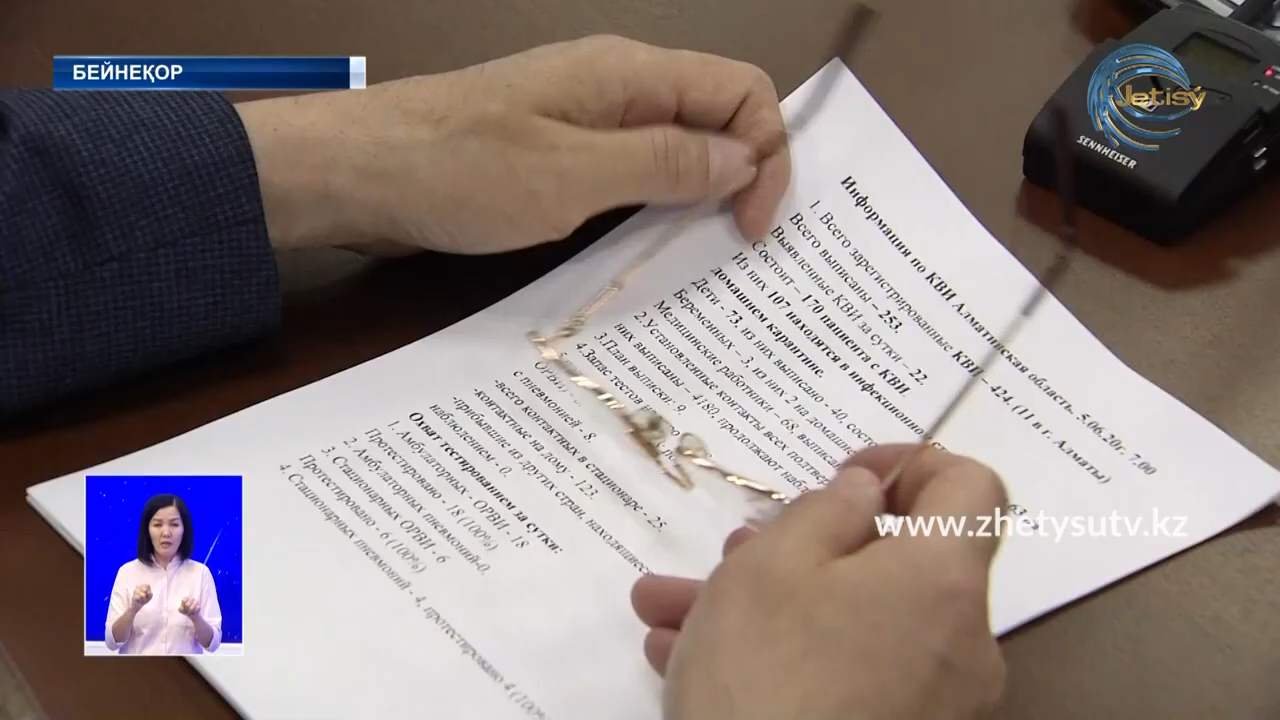 БЕЙНЕҚОР
Jetisý
SENNHEISER
Информация по КВИ Алматинская область. 5.06.20г. 7.00
1. Всего зарегистрированные КВИ – 424, (11 в г. Алматы)
Всего выписаны – 253.
Выявленные КВИ за сутки – 22.
Состоит – 170 пациента с КВИ.
Из них 107 находится в инфекционно 63
домашнем карантине.
Дети – 73, из них выписано – 40, сост
Беременных – 3, из них 2 на домашн
Медицинские работники – 68, выписа
2. Установленные контакты всех подтвер
них выписаны – 4180, продолжают набл
3. План выписки. 9.
4. Запас тестов
с пневмонией - 8.
-всего контактных в стационаре - 25.
-контактные на дому - 123.
-прибывшие из других стран, находящиеся
наблюдением - 0.
Охват тестированием за сутки:
1. Амбулаторных - ОРВИ - 18
Протестировано - 18 (100%)
2. Амбулаторных пневмоний-0.
3. Стационарных ОРВИ - 6
Протестировано - 6 (100%)
4. Стационарных пневмоний - 4, протестировано 4 (100%
www.zhetysutv.kz